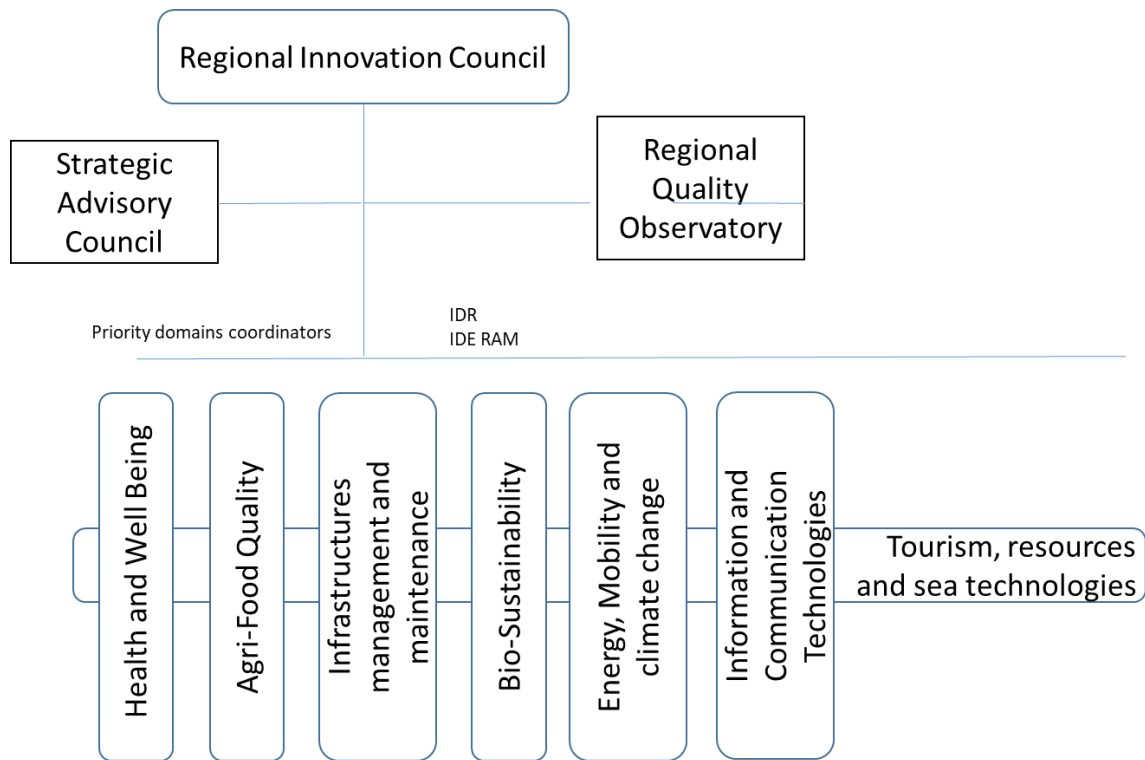 Regional Innovation Council
Strategic
Advisory
Council
Regional
Quality
Observatory
Priority domains coordinators
IDR
IDE RAM
Health and Well Being
Agri-Food Quality
Infrastructures
management and
maintenance
Bio-Sustainability
Energy, Mobility and
climate change
Information and
Communication
Technologies
Tourism, resources
and sea technologies